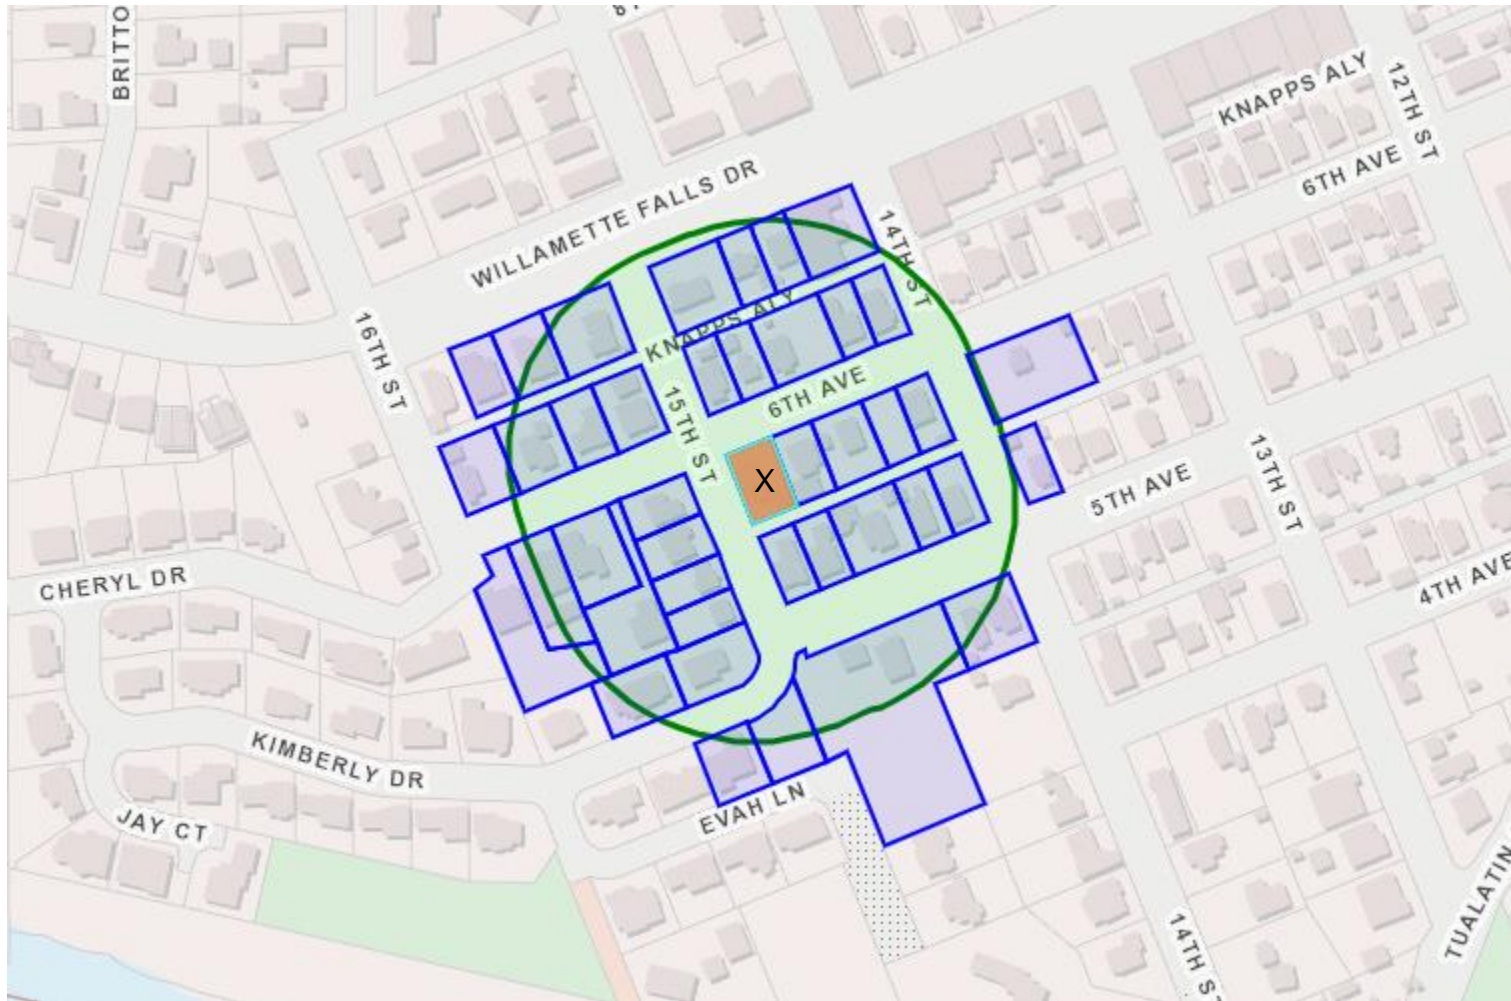 BRITTO
KNAPPS ALY
12TH ST
6TH AVE
WILLAMETTE FALLS DR
14TH ST
KNAPPS ALY
16TH ST
6TH AVE
15TH ST
X
13TH ST
5TH AVE
4TH AVE
CHERYL DR
KIMBERLY DR
EVAH LN
JAY CT
TUALATIN
14TH ST